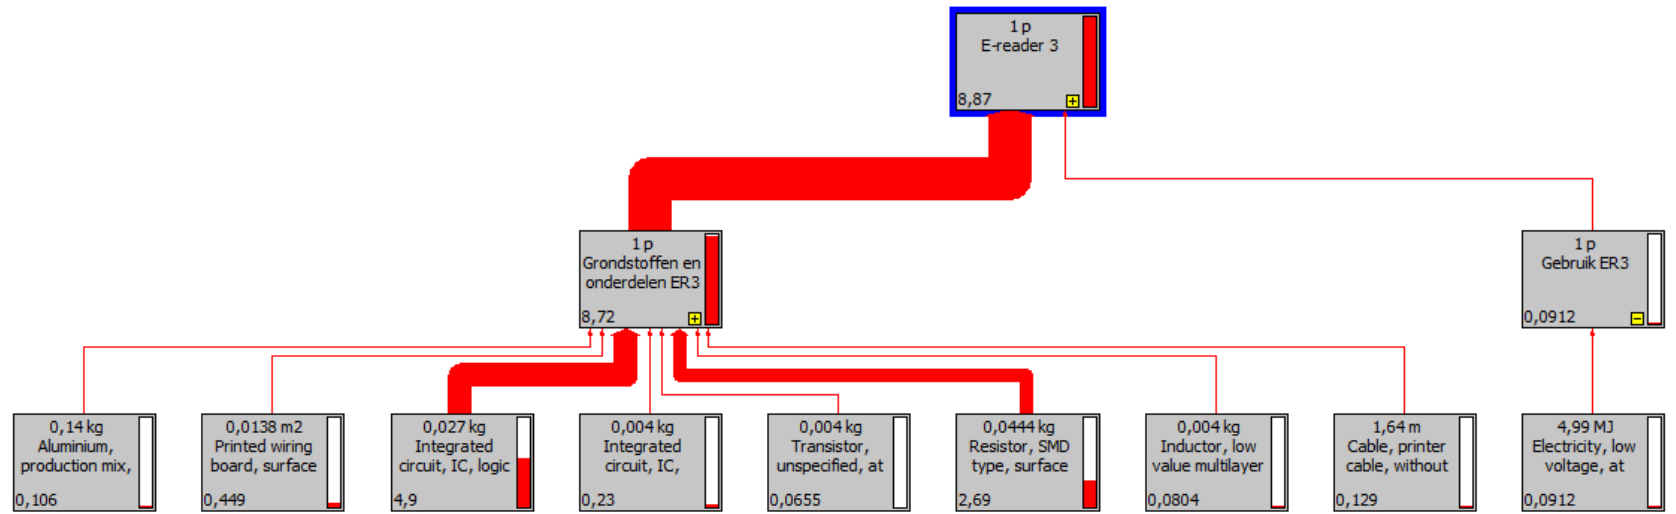 1 p
E-reader 3
8,87
1 p
Grondstoffen en
onderdelen ER3
8,72
1 p
Gebruik ER3
0,0912
0,14 kg
Aluminium,
production mix,
0,106
0,0138 m2
Printed wiring
board, surface
0,449
0,027 kg
Integrated
circuit, IC, logic
4,9
0,004 kg
Integrated
circuit, IC,
0,23
0,004 kg
Transistor,
unspecified, at
0,0655
0,0444 kg
Resistor, SMD
type, surface
2,69
0,004 kg
Inductor, low
value multilayer
0,0804
1,64 m
Cable, printer
cable, without
0,129
4,99 MJ
Electricity, low
voltage, at
0,0912